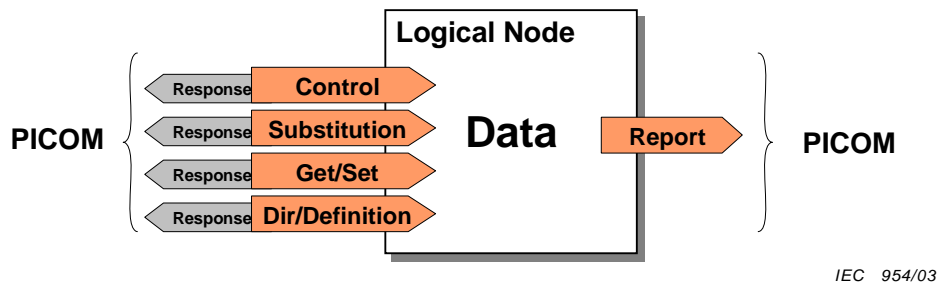 Logical Node
PICOM
Response Control
Response Substitution
Response Get/Set
Response Dir/Definition
Data
Report
PICOM
IEC 954/03